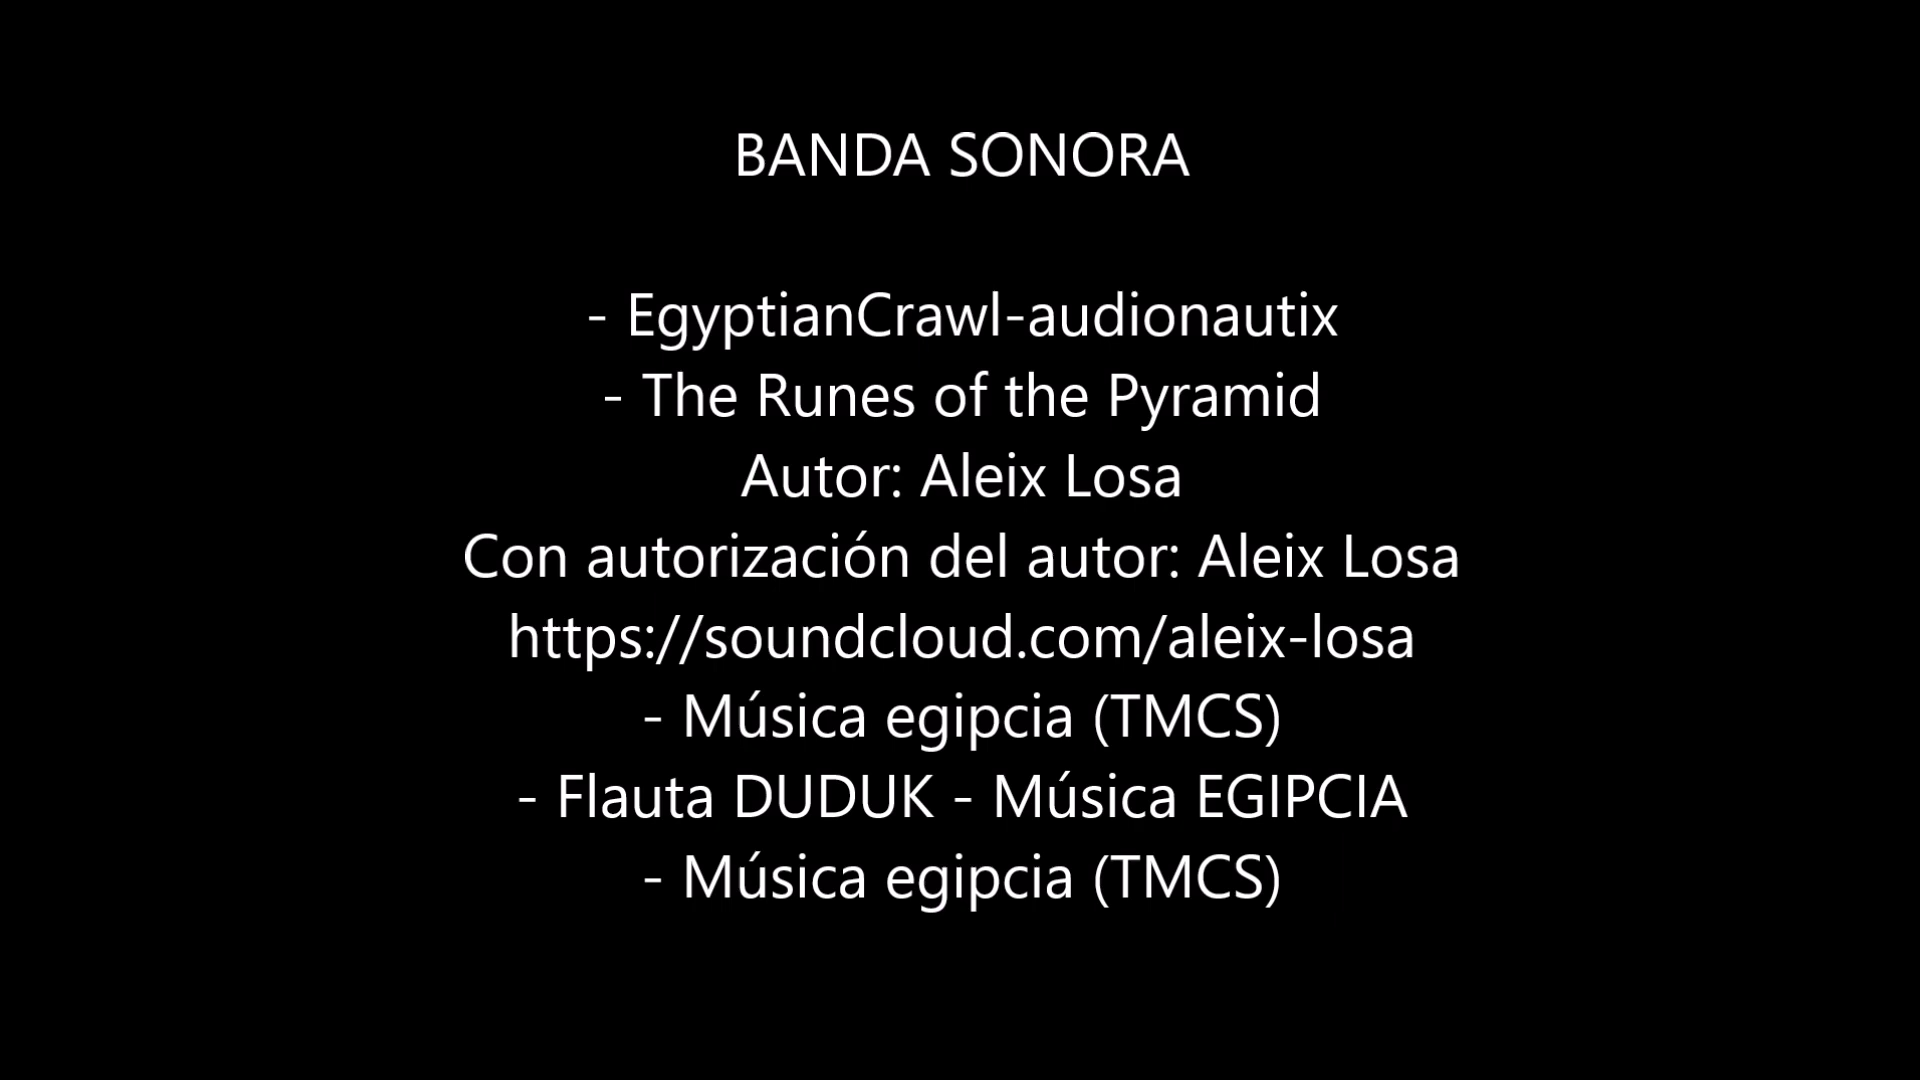 BANDA SONORA
- EgyptianCrawl-audionautix
- The Runes of the Pyramid
Autor: Aleix Losa
Con autorización del autor: Aleix Losa
https://soundcloud.com/aleix-losa
- Música egipcia (TMCS)
- Flauta DUDUK - Música EGIPCIA
- Música egipcia (TMCS)